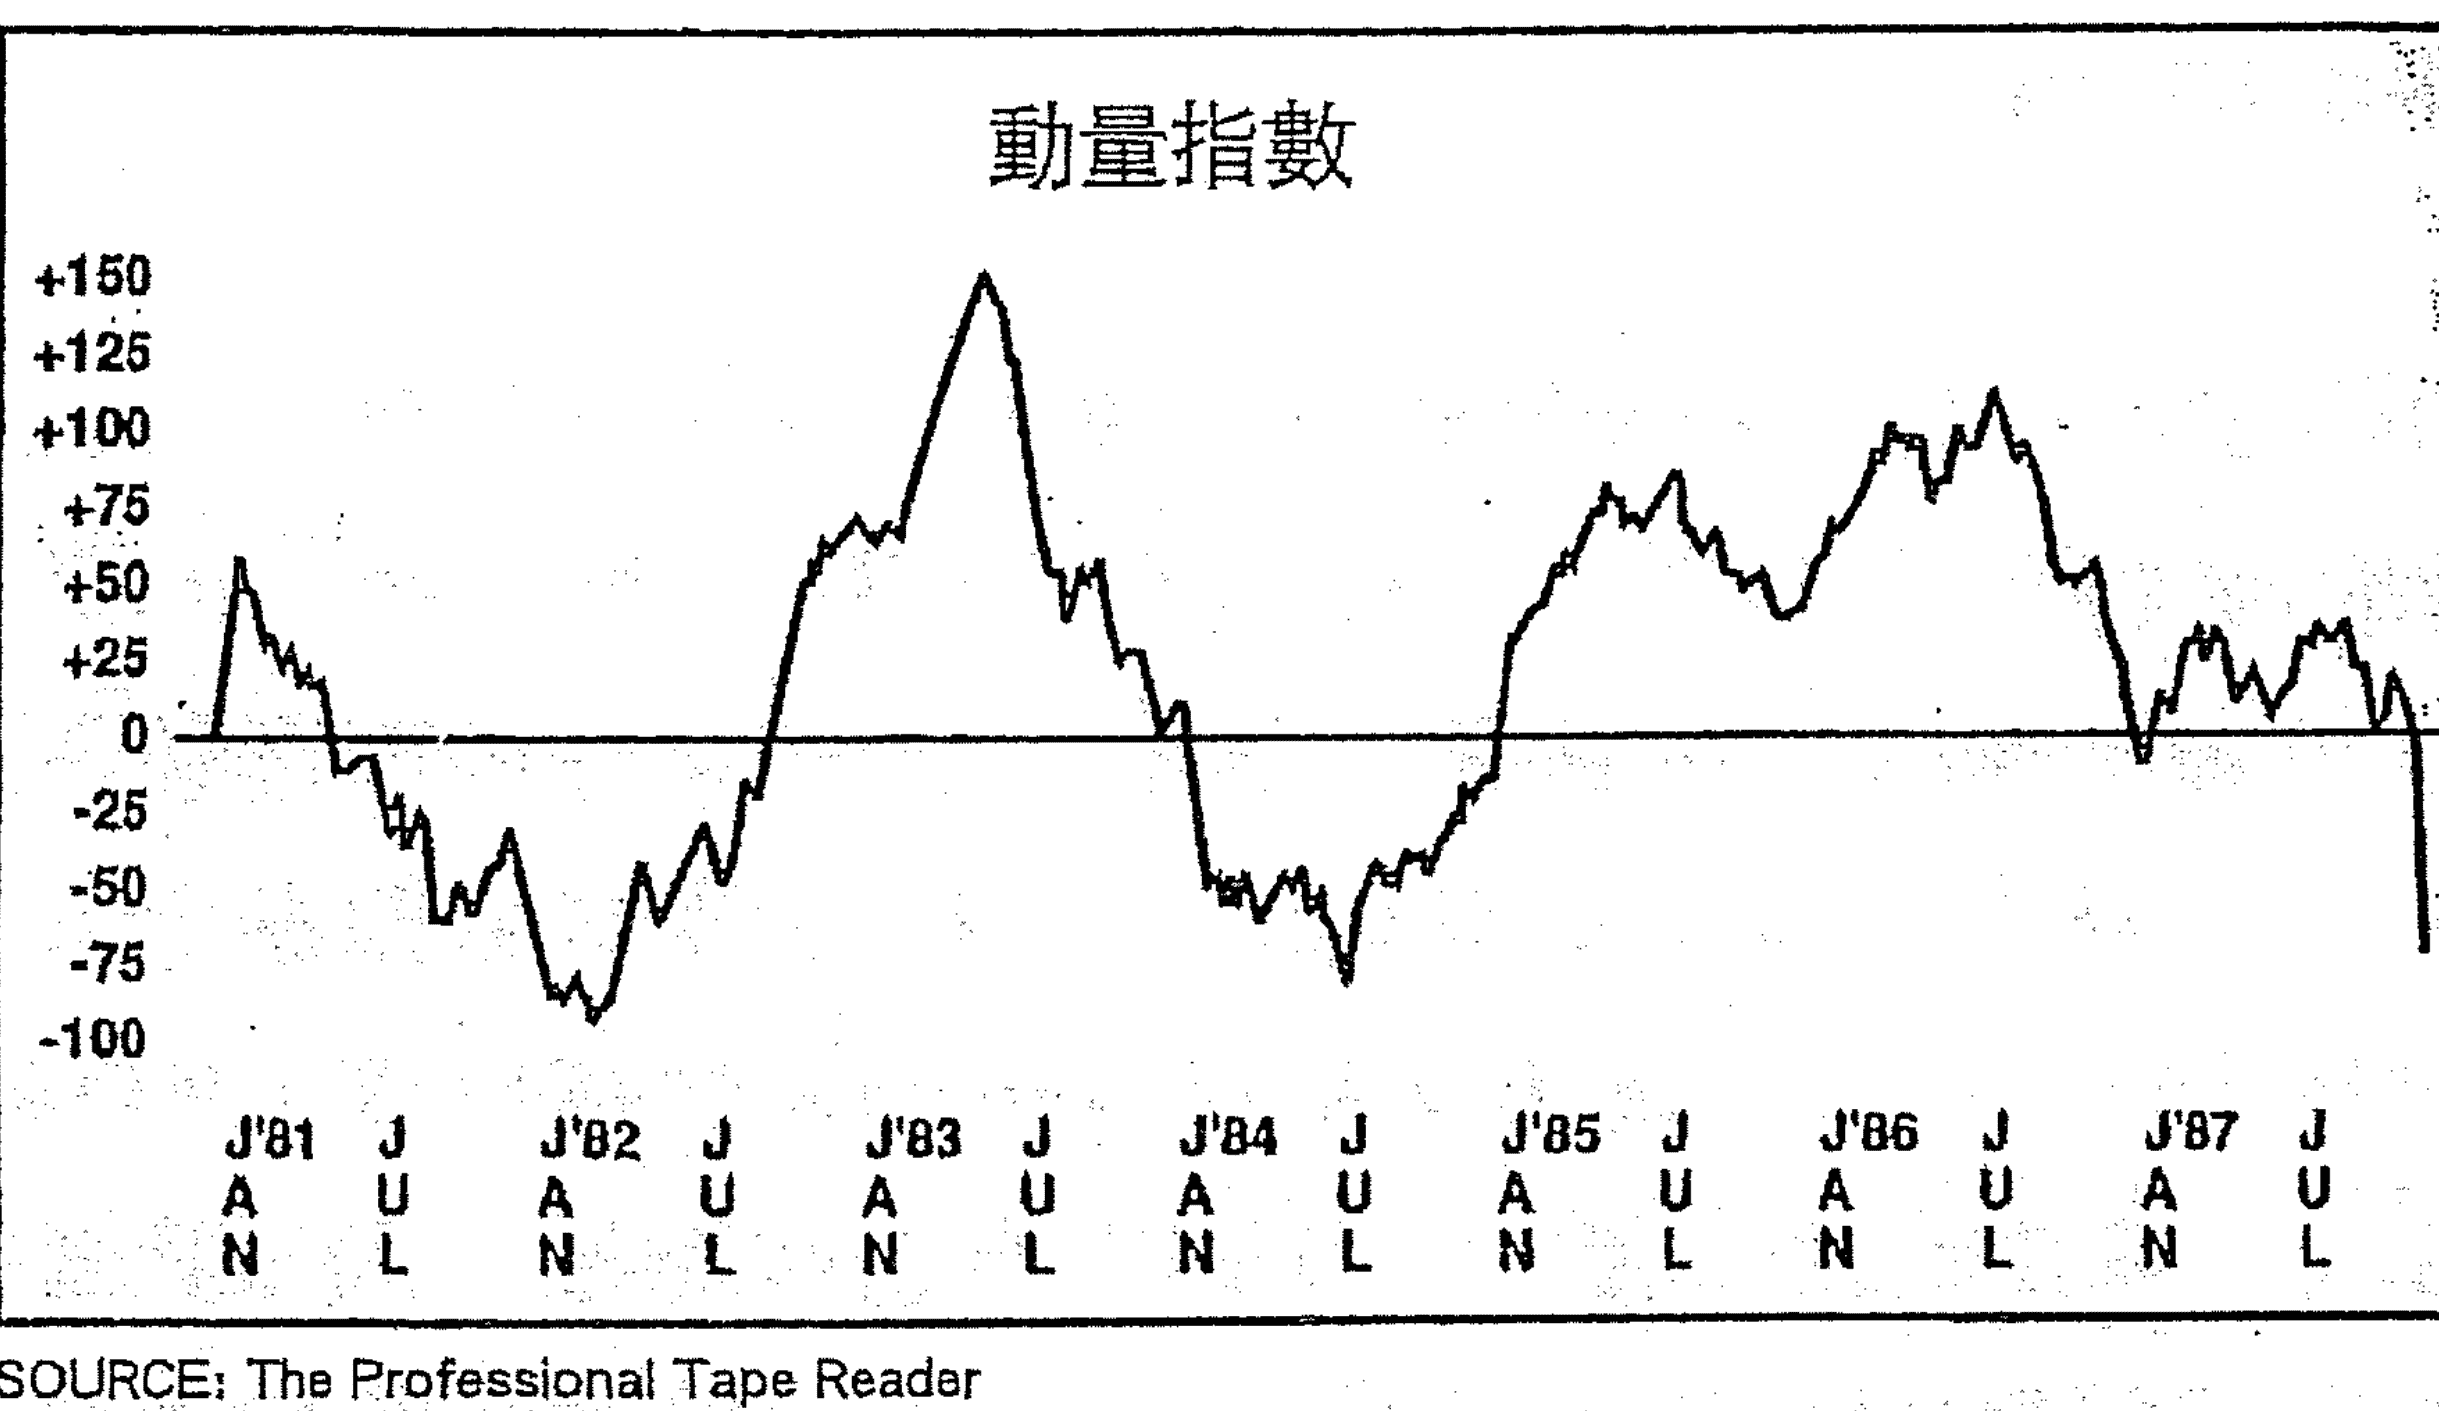 動量指數
+150
+125
+100
+75
+50
+25
0
-25
-50
-75
-100
J'81 J J'82 J J'83 J J'84 J J'85 J J'86 J J'87 J
A U A U A U A U A U A U A U
N L N L N L N L N L N L N L
SOURCE: The Professional Tape Reader